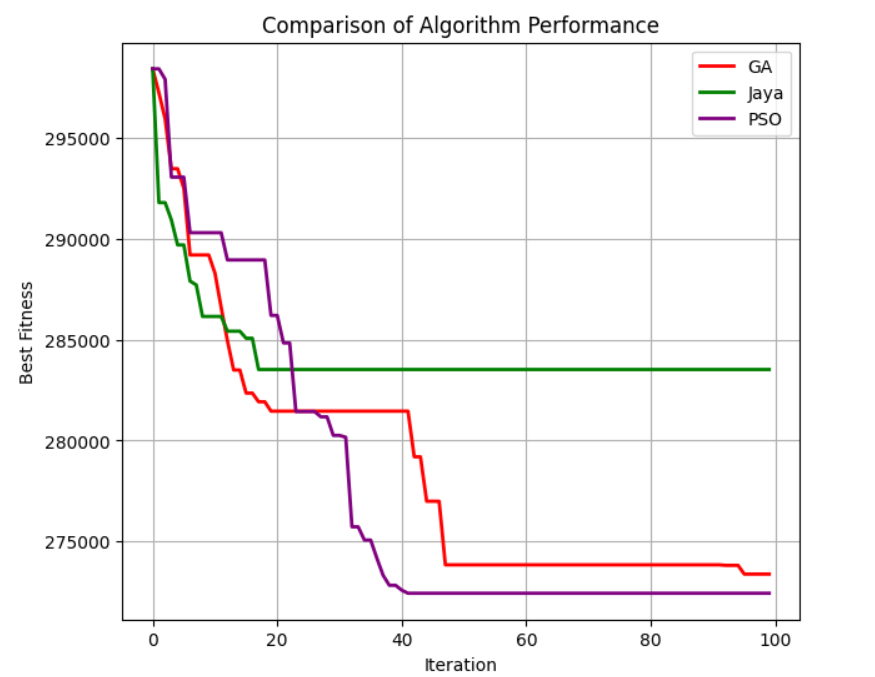 Comparison of Algorithm Performance
GA
Jaya
PSO
Best Fitness
295000
290000
285000
280000
275000
0 20 40 60 80 100
Iteration